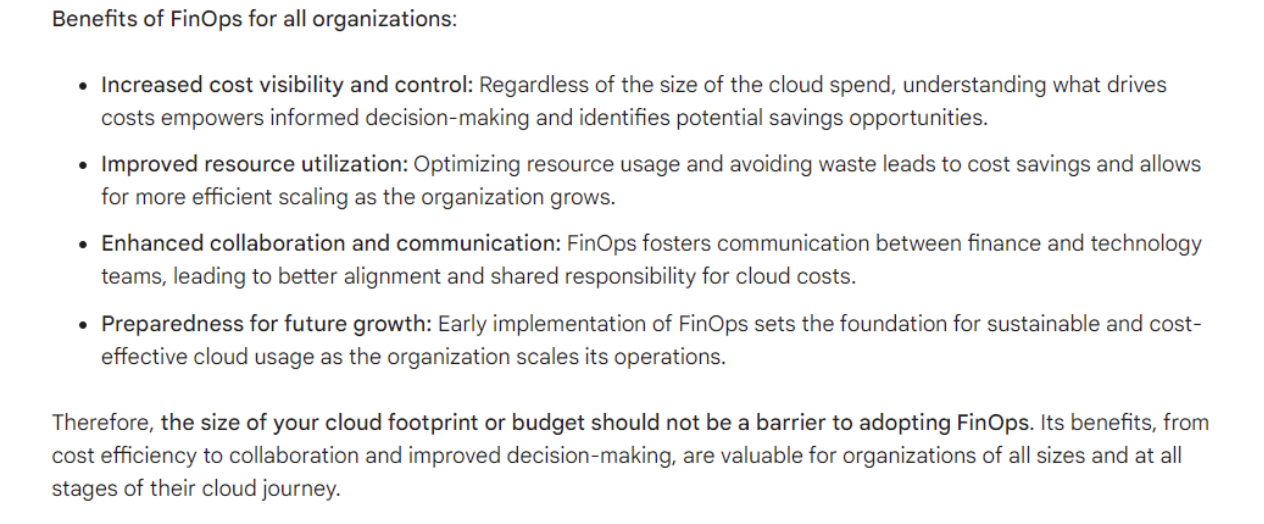 Benefits of FinOps for all organizations:
• Increased cost visibility and control: Regardless of the size of the cloud spend, understanding what drives
costs empowers informed decision-making and identifies potential savings opportunities.
• Improved resource utilization: Optimizing resource usage and avoiding waste leads to cost savings and allows
for more efficient scaling as the organization grows.
• Enhanced collaboration and communication: FinOps fosters communication between finance and technology
teams, leading to better alignment and shared responsibility for cloud costs.
• Preparedness for future growth: Early implementation of FinOps sets the foundation for sustainable and cost-
effective cloud usage as the organization scales its operations.
Therefore, the size of your cloud footprint or budget should not be a barrier to adopting FinOps. Its benefits, from
cost efficiency to collaboration and improved decision-making, are valuable for organizations of all sizes and at all
stages of their cloud journey.